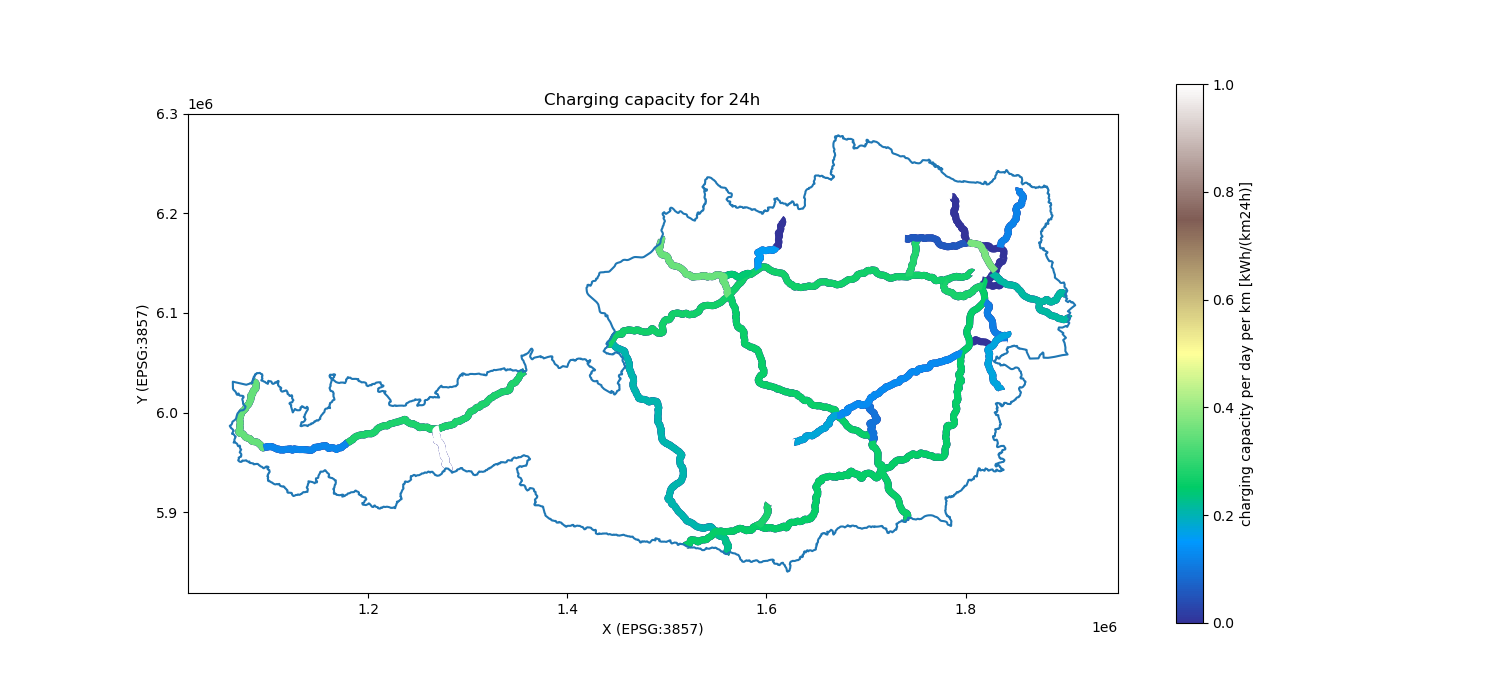 Charging capacity for 24h
1e6
6.3
6.2
6.1
6.0
5.9
Y (EPSG:3857)
1.2
1.4
1.6
1.8
X (EPSG:3857)
1e6
1.0
0.8
0.6
0.4
0.2
0.0
charging capacity per day per km [kWh/(km24h)]